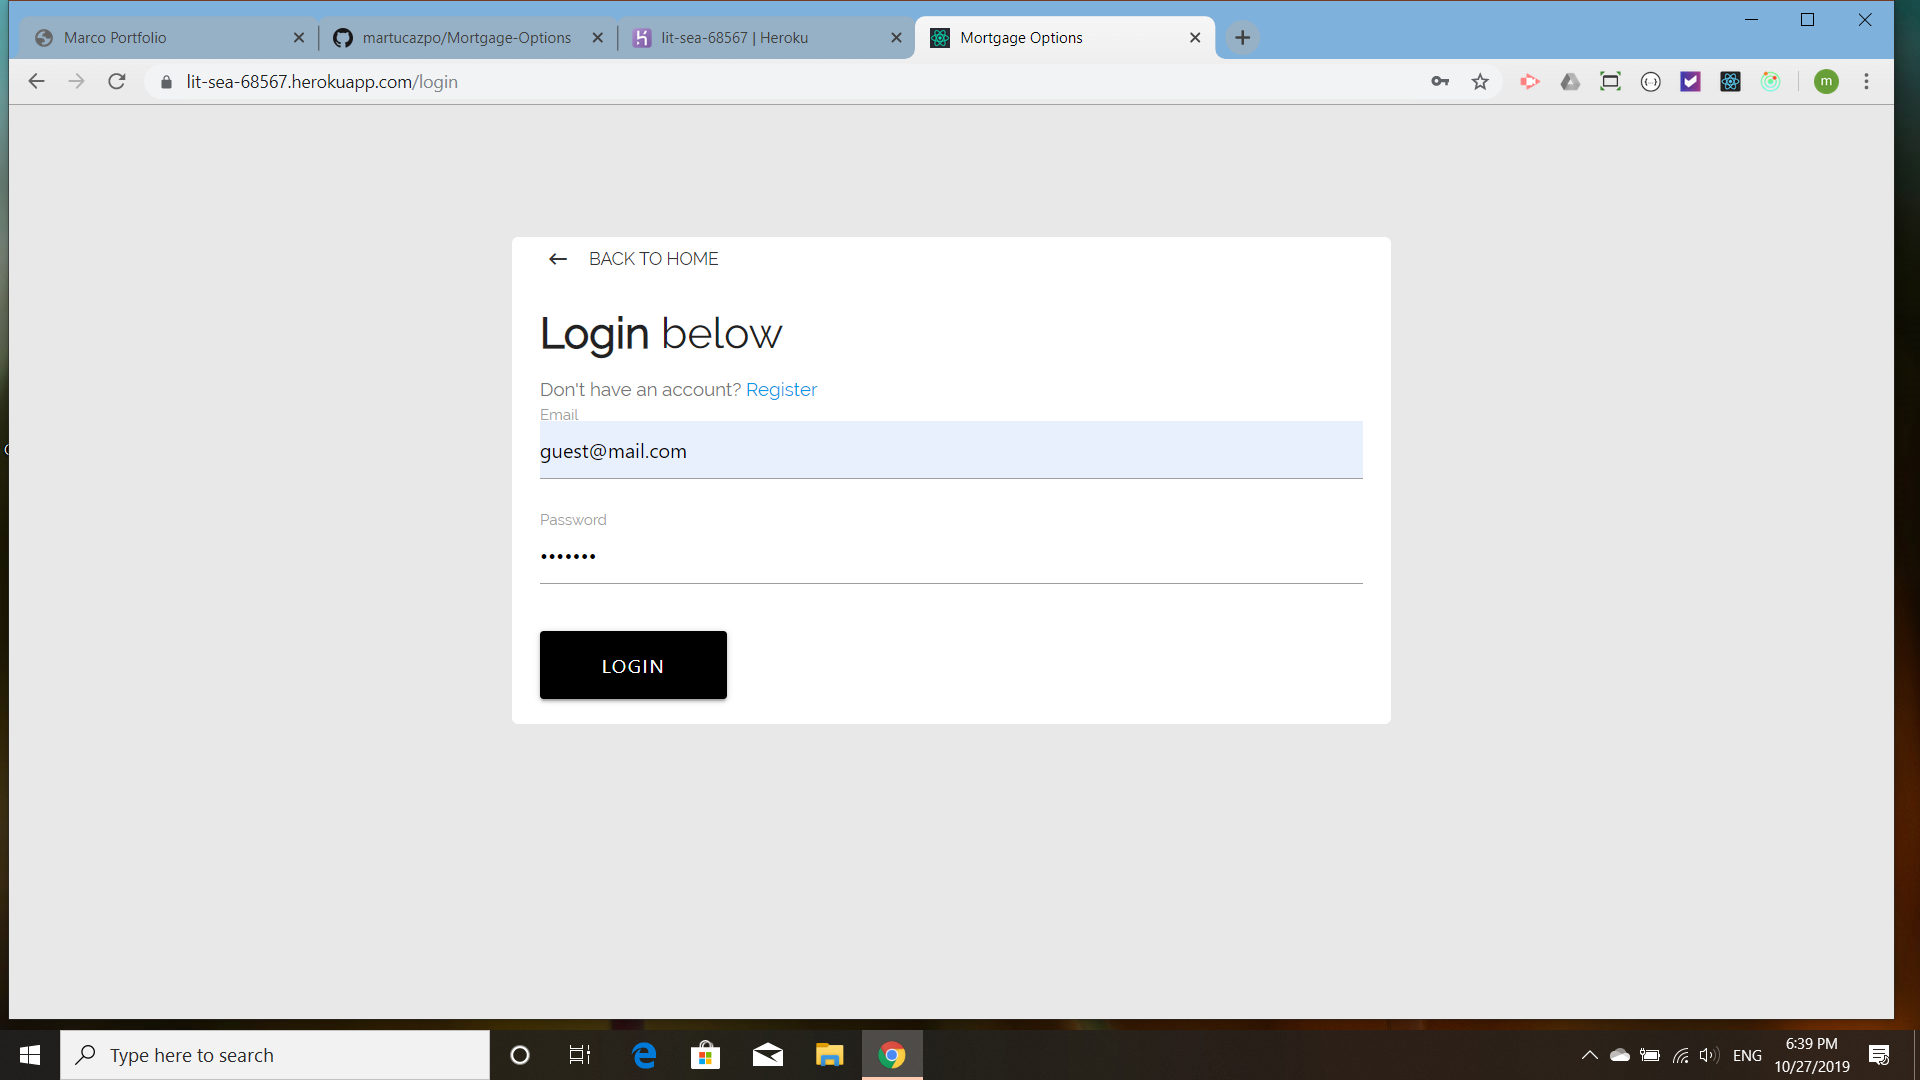 Marco Portfolio
martucazpo/Mortgage-Options
lit-sea-68567 | Heroku
Mortgage Options
lit-sea-68567.herokuapp.com/login
m
BACK TO HOME
Login below
Don't have an account? Register
Email
guest@mail.com
Password
•••••••
LOGIN
Type here to search
ENG
6:39 PM
10/27/2019